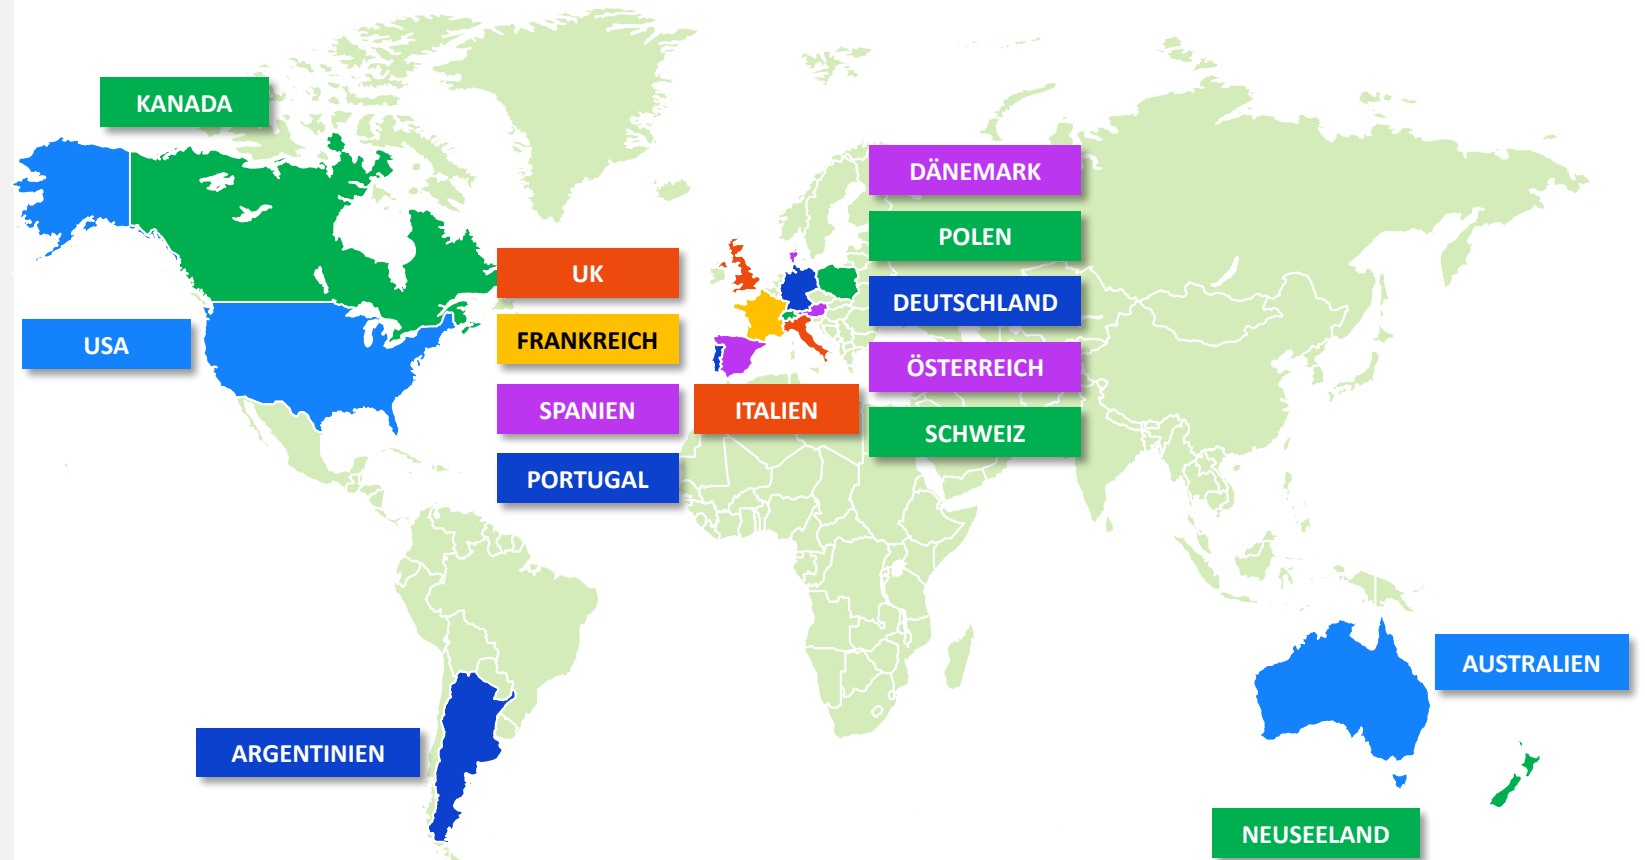 KANADA
DÄNEMARK
POLEN
UK
DEUTSCHLAND
USA
FRANKREICH
ÖSTERREICH
SPANIEN
ITALIEN
SCHWEIZ
PORTUGAL
AUSTRALIEN
ARGENTINIEN
NEUSEELAND